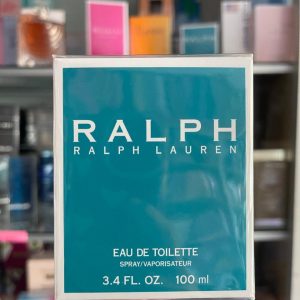 RALPH
RALPH LAUREN
EAU DE TOILETTE
SPRAY/VAPORISATEUR
3.4 FL. OZ. 100 ml